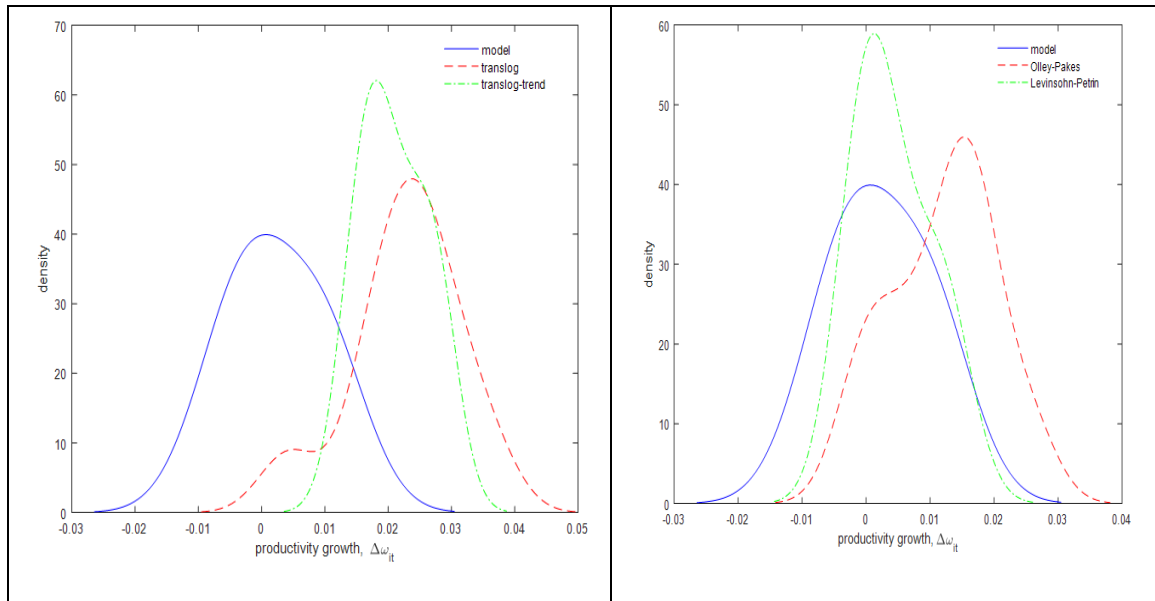 70
60
50
40
30
20
10
0
density
-0.03 -0.02 -0.01 0 0.01 0.02 0.03 0.04 0.05
productivity growth, Δω_it
model
translog
translog-trend
60
50
40
30
20
10
0
density
-0.03 -0.02 -0.01 0 0.01 0.02 0.03 0.04
productivity growth, Δω_it
model
Olley-Pakes
Levinsohn-Petrin